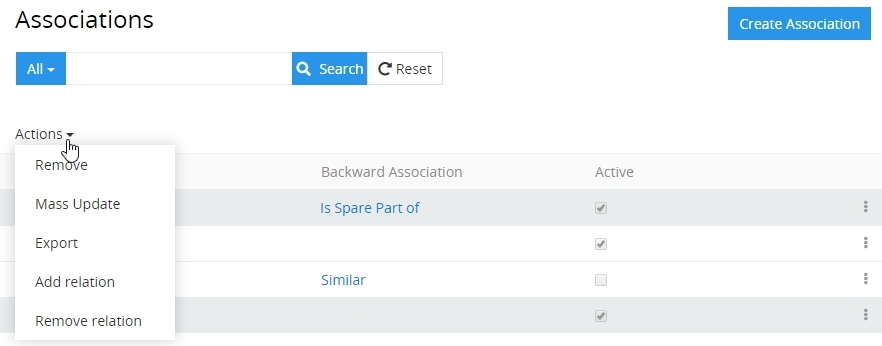 Associations
Create Association
All
Search
Reset
Actions
Remove
Backward Association Active
Mass Update
Is Spare Part of
Export
Add relation
Similar
Remove relation